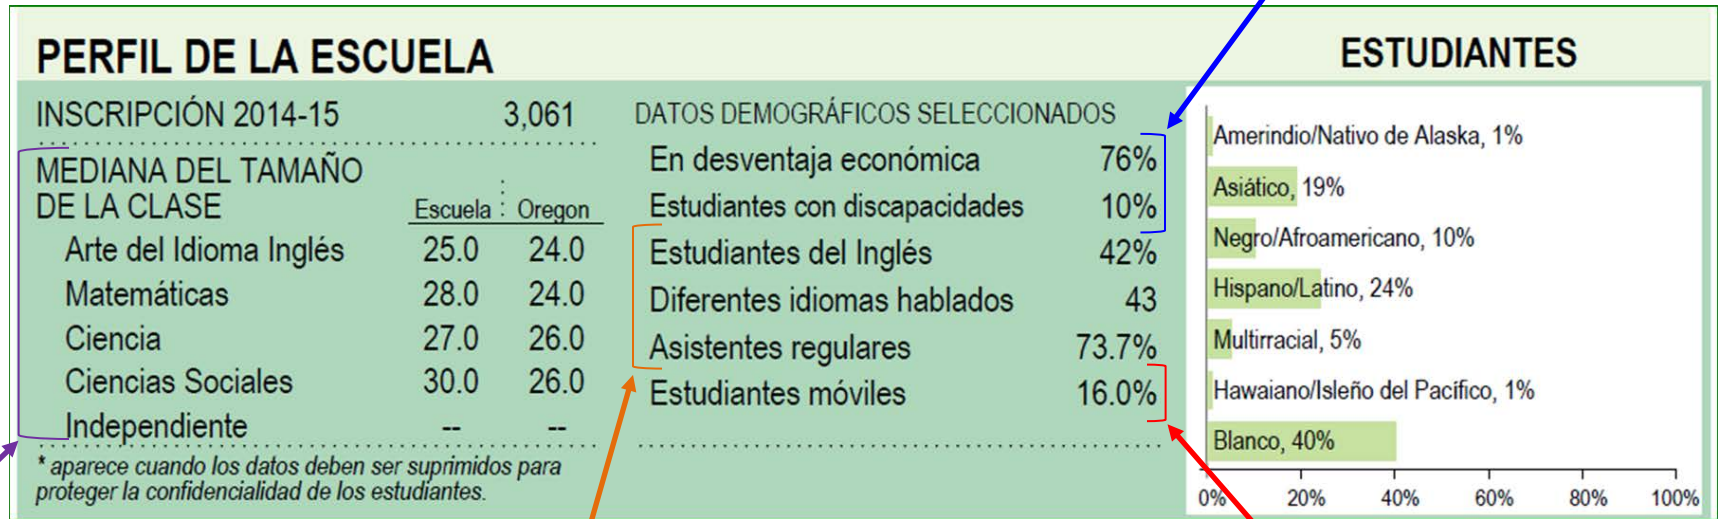 PERFIL DE LA ESCUELA
INSCRIPCIÓN 2014-15 3,061
MEDIANA DEL TAMAÑO
DE LA CLASE Escuela Oregon
Arte del Idioma Inglés 25.0 24.0
Matemáticas 28.0 24.0
Ciencia 27.0 26.0
Ciencias Sociales 30.0 26.0
Independiente -- --
* aparece cuando los datos deben ser suprimidos para
proteger la confidencialidad de los estudiantes.
DATOS DEMOGRÁFICOS SELECCIONADOS
En desventaja económica 76%
Estudiantes con discapacidades 10%
Estudiantes del Inglés 42%
Diferentes idiomas hablados 43
Asistentes regulares 73.7%
Estudiantes móviles 16.0%
ESTUDIANTES
Amerindio/Nativo de Alaska, 1%
Asiático, 19%
Negro/Afroamericano, 10%
Hispano/Latino, 24%
Multirracial, 5%
Hawaiano/Isleño del Pacífico, 1%
Blanco, 40%
0% 20% 40% 60% 80% 100%